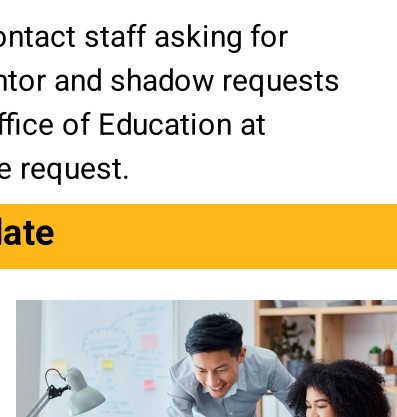 ontact staff asking for
ntor and shadow requests
ffice of Education at
e request.
late